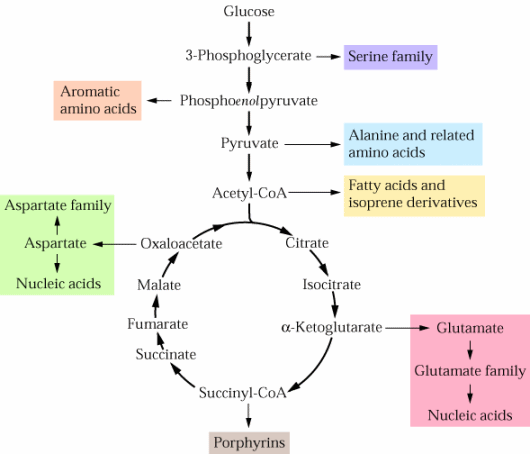 Glucose
3-Phosphoglycerate
Serine family
Aromatic
amino acids
Phosphoenolpyruvate
Pyruvate
Alanine and related
amino acids
Acetyl-CoA
Fatty acids and
isoprene derivatives
Aspartate family
Aspartate
Nucleic acids
Oxaloacetate
Citrate
Malate
Isocitrate
Fumarate
α-Ketoglutarate
Glutamate
Succinate
Glutamate family
Succinyl-CoA
Nucleic acids
Porphyrins